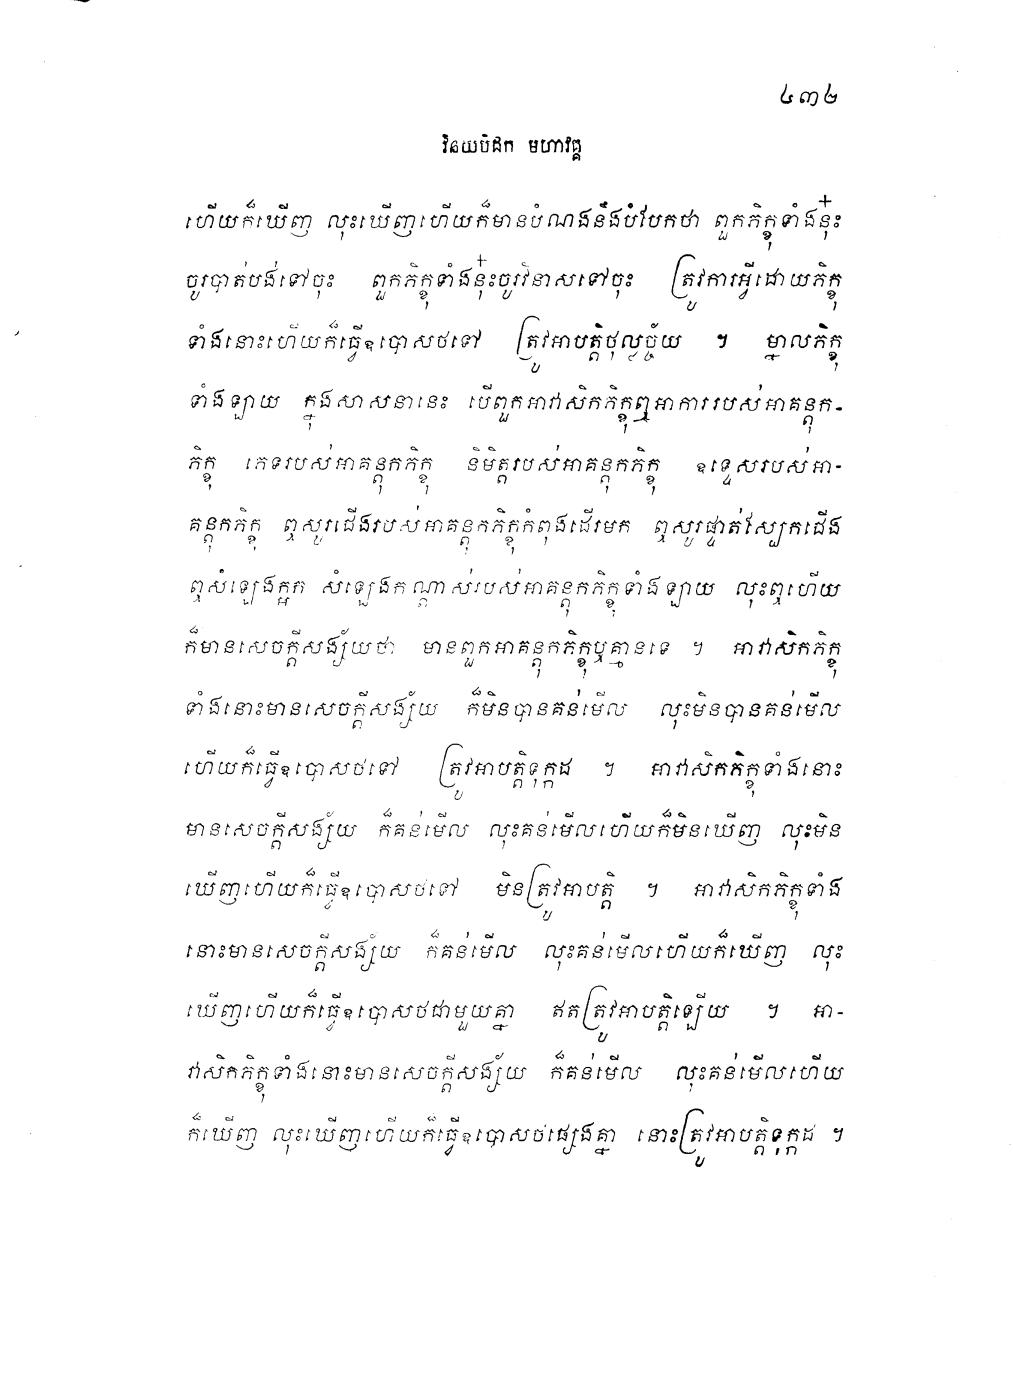 ៤៣២
វិនយបិដក មហាវគ្គ
ហើយក៏ឃើញ លុះឃើញហើយក៏មានបំណងនឹងបំបែកថា ពួកភិក្ខុទាំងនុ៎ះ
ចូរបាត់បង់ទៅចុះ ពួកភិក្ខុទាំងនុ៎ះចូរវិនាសទៅចុះ ត្រូវការអ្វីដោយភិក្ខុ
ទាំងនោះហើយក៏ធ្វើឧបោសថទៅ ត្រូវអាបត្តិថុល្លច្ច័យ ។ ម្នាលភិក្ខុ
ទាំងឡាយ ក្នុងសាសនានេះ បើពួកអាវាសិកភិក្ខុឮអាការរបស់អាគន្តុក-
ភិក្ខុ ភេទរបស់អាគន្តុកភិក្ខុ និមិត្តរបស់អាគន្តុកភិក្ខុ ឧទ្ទេសរបស់អា-
គន្តុកភិក្ខុ ឮសូរជើងរបស់អាគន្តុកភិក្ខុកំពុងដើរមក ឮសូរផ្ទាត់ស្បែកជើង
ឮសំឡេងក្អក សំឡេងកណ្តាស់របស់អាគន្តុកភិក្ខុទាំងឡាយ លុះឮហើយ
ក៏មានសេចក្តីសង្ស័យថា មានពួកអាគន្តុកភិក្ខុឬគ្មានទេ ។ អាវាសិកភិក្ខុ
ទាំងនោះមានសេចក្តីសង្ស័យ ក៏មិនបានគន់មើល លុះមិនបានគន់មើល
ហើយក៏ធ្វើឧបោសថទៅ ត្រូវអាបត្តិទុក្កដ ។ អាវាសិកភិក្ខុទាំងនោះ
មានសេចក្តីសង្ស័យ ក៏គន់មើល លុះគន់មើលហើយក៏មិនឃើញ លុះមិន
ឃើញហើយក៏ធ្វើឧបោសថទៅ មិនត្រូវអាបត្តិ ។ អាវាសិកភិក្ខុទាំង
នោះមានសេចក្តីសង្ស័យ ក៏គន់មើល លុះគន់មើលហើយក៏ឃើញ លុះ
ឃើញហើយក៏ធ្វើឧបោសថជាមួយគ្នា ឥតត្រូវអាបត្តិឡើយ ។ អា-
វាសិកភិក្ខុទាំងនោះមានសេចក្តីសង្ស័យ ក៏គន់មើល លុះគន់មើលហើយ
ក៏ឃើញ លុះឃើញហើយក៏ធ្វើឧបោសថផ្សេងគ្នា នោះត្រូវអាបត្តិទុក្កដ ។